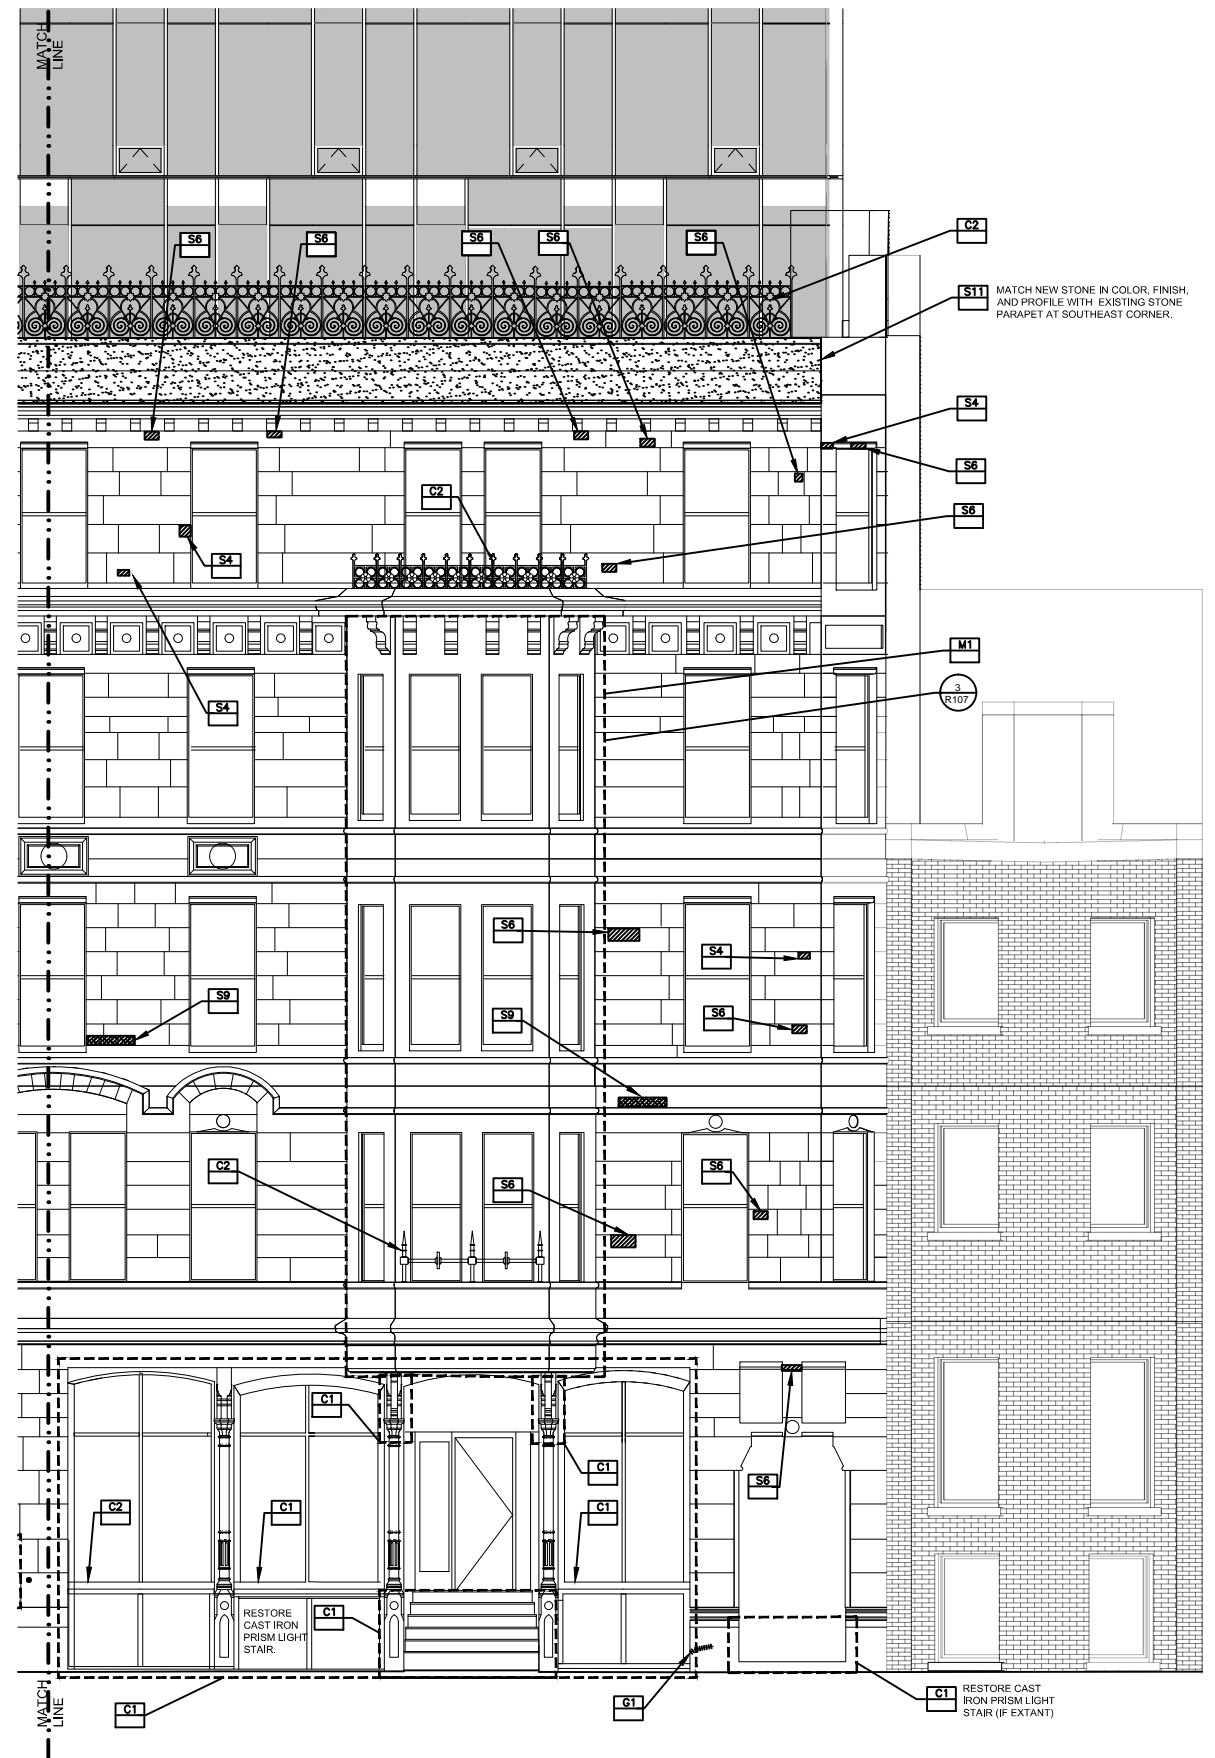 MATCH
LINE
S6
S6
S6
S6
S6
C2
S11
MATCH NEW STONE IN COLOR, FINISH,
AND PROFILE WITH EXISTING STONE
PARAPET AT SOUTHEAST CORNER.
S4
S6
C2
S6
S4
M1
3
R107
S4
S6
S4
S9
S9
S6
C2
S6
S6
C1
C1
S6
C2
C1
C1
RESTORE
CAST IRON
PRISM LIGHT
STAIR.
C1
MATCH
LINE
C1
G1
C1
RESTORE CAST
IRON PRISM LIGHT
STAIR (IF EXTANT)